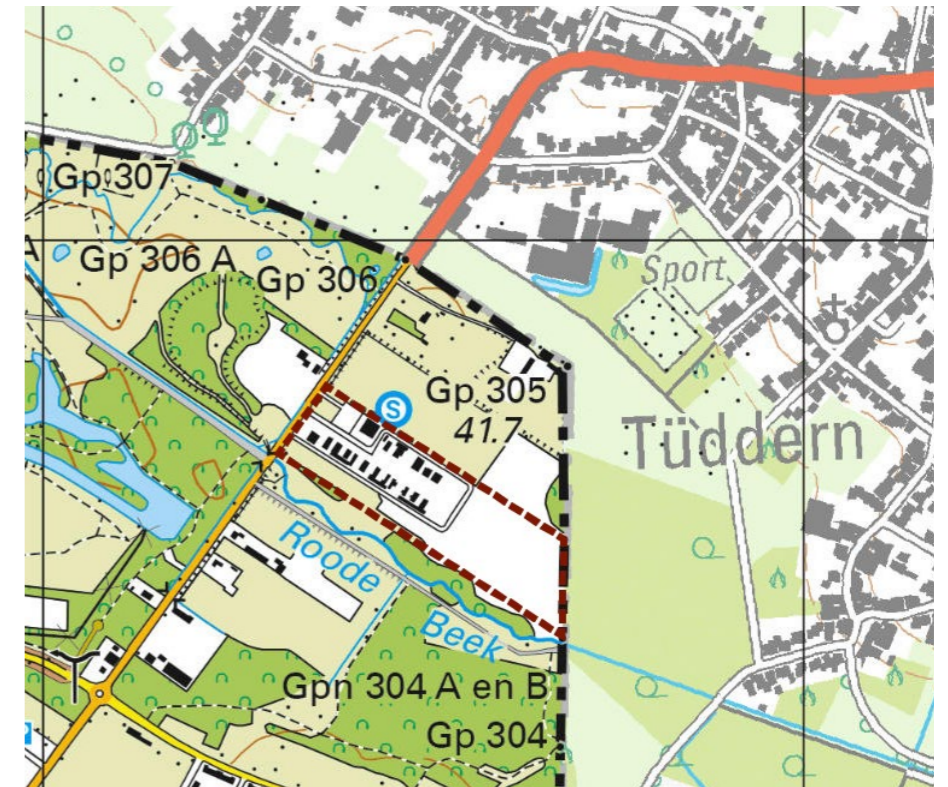 Gp 307
A
Gp 306 A
Gp 306
Sport.
Gp 305
41.7
S
Tüddern
Roode
Beek
Gpn 304 A en B
Gp 304